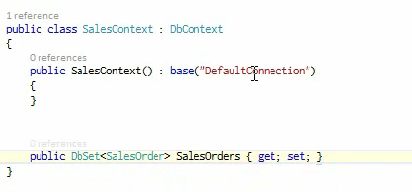 1 reference
public class SalesContext : DbContext
{
0 references
public SalesContext() : base("DefaultConnection")
{
}
0 references
public DbSet<SalesOrder> SalesOrders { get; set; }
}